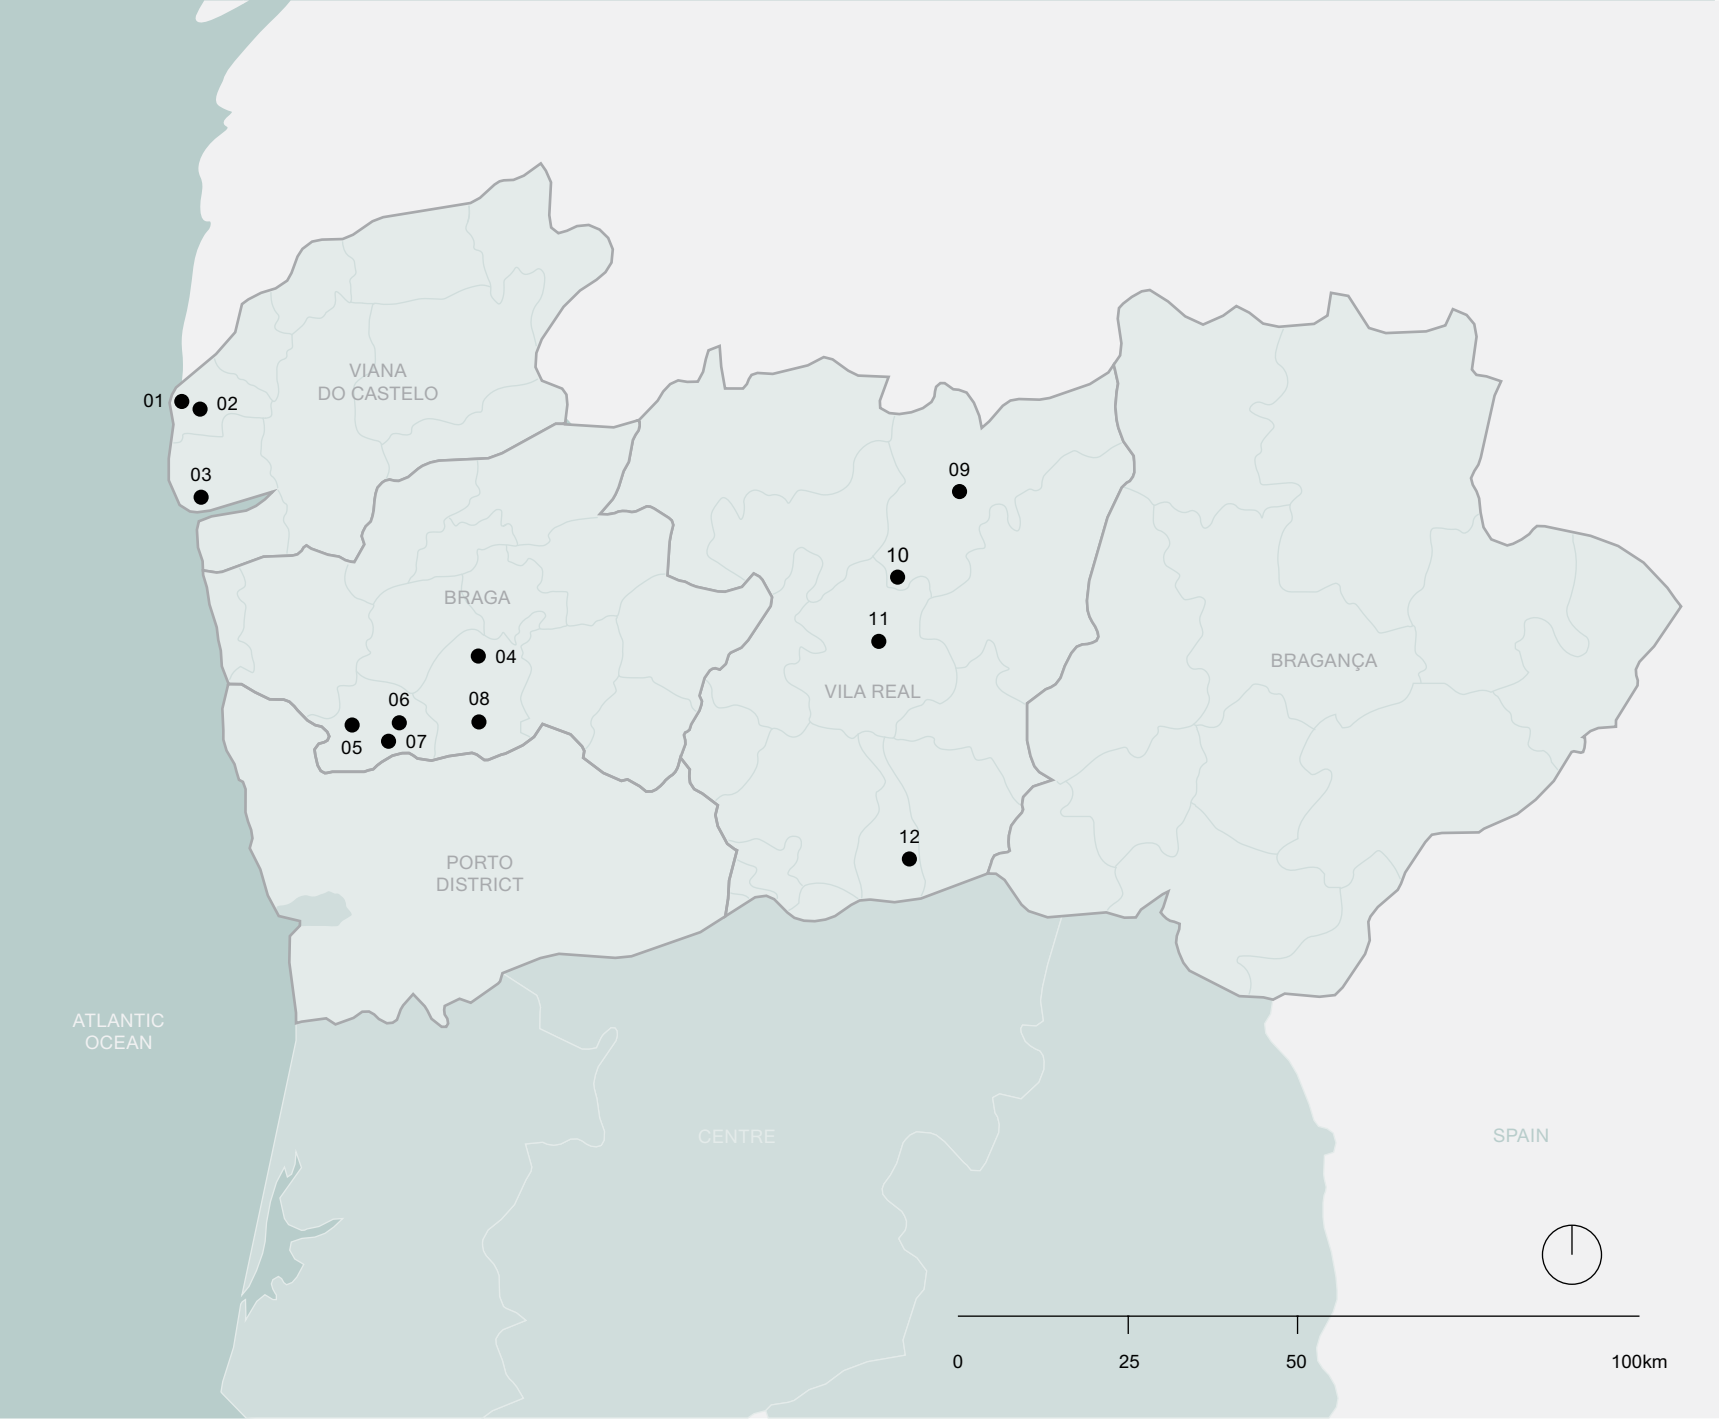 VIANA
DO CASTELO
01
02
03
09
10
BRAGA
11
04
BRAGANÇA
VILA REAL
06
08
05
07
12
PORTO
DISTRICT
ATLANTIC
OCEAN
CENTRE
SPAIN
0
25
50
100km